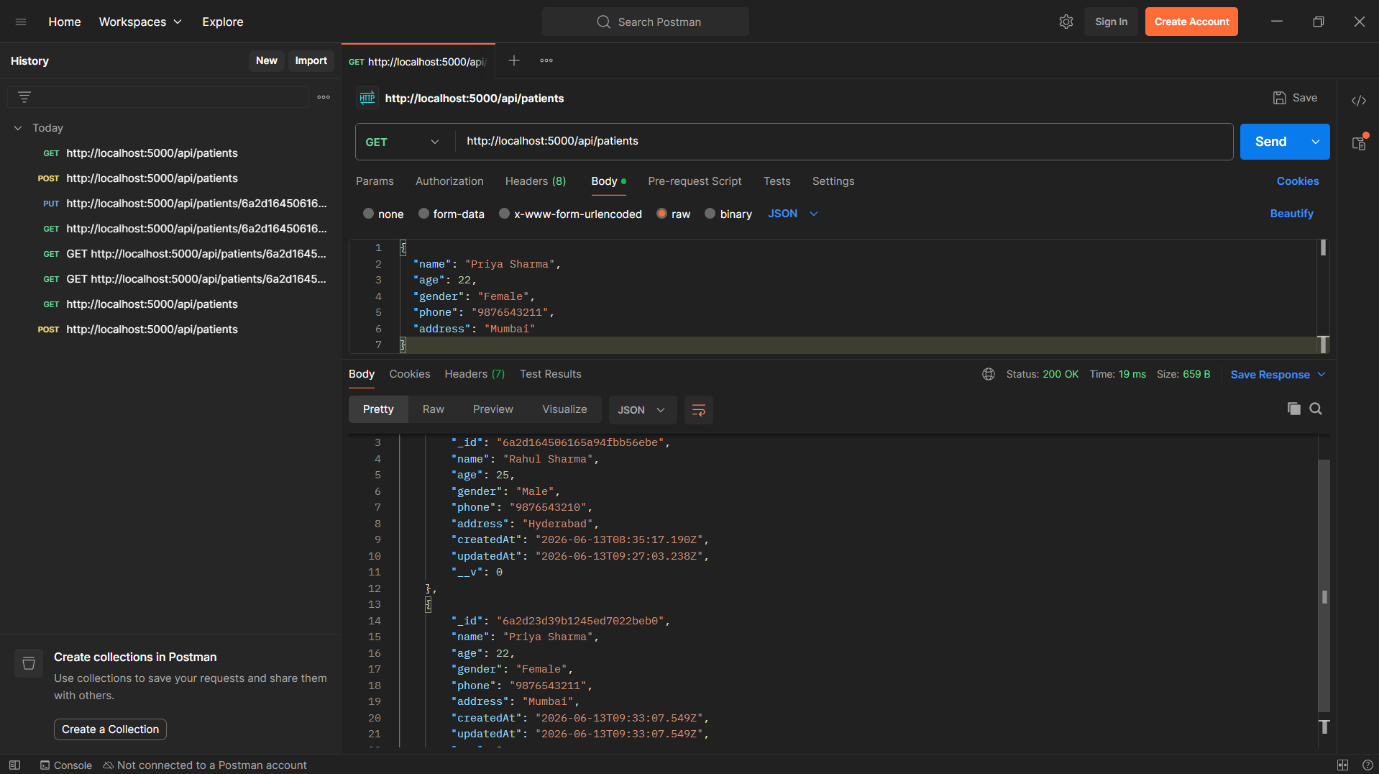 Home Workspaces Explore Search Postman Sign In Create Account
History New Import GET http://localhost:5000/api/
Today
GET http://localhost:5000/api/patients
POST http://localhost:5000/api/patients
PUT http://localhost:5000/api/patients/6a2d16450616...
GET http://localhost:5000/api/patients/6a2d16450616...
GET GET http://localhost:5000/api/patients/6a2d1645...
GET GET http://localhost:5000/api/patients/6a2d1645...
GET http://localhost:5000/api/patients
POST http://localhost:5000/api/patients
Create collections in Postman
Use collections to save your requests and share them
with others.
Create a Collection
HTTP http://localhost:5000/api/patients Save
GET http://localhost:5000/api/patients Send
Params Authorization Headers (8) Body Pre-request Script Tests Settings Cookies
none form-data x-www-form-urlencoded raw binary JSON Beautify
1 {
2 "name": "Priya Sharma",
3 "age": 22,
4 "gender": "Female",
5 "phone": "9876543211",
6 "address": "Mumbai"
7 }
Body Cookies Headers (7) Test Results Status: 200 OK Time: 19 ms Size: 659 B Save Response
Pretty Raw Preview Visualize JSON
3 "_id": "6a2d164506165a94fbb56ebe",
4 "name": "Rahul Sharma",
5 "age": 25,
6 "gender": "Male",
7 "phone": "9876543210",
8 "address": "Hyderabad",
9 "createdAt": "2026-06-13T08:35:17.190Z",
10 "updatedAt": "2026-06-13T09:27:03.238Z",
11 "__v": 0
12 },
13 {
14 "_id": "6a2d23d39b1245ed7022beb0",
15 "name": "Priya Sharma",
16 "age": 22,
17 "gender": "Female",
18 "phone": "9876543211",
19 "address": "Mumbai",
20 "createdAt": "2026-06-13T09:33:07.549Z",
21 "updatedAt": "2026-06-13T09:33:07.549Z",
Console Not connected to a Postman account